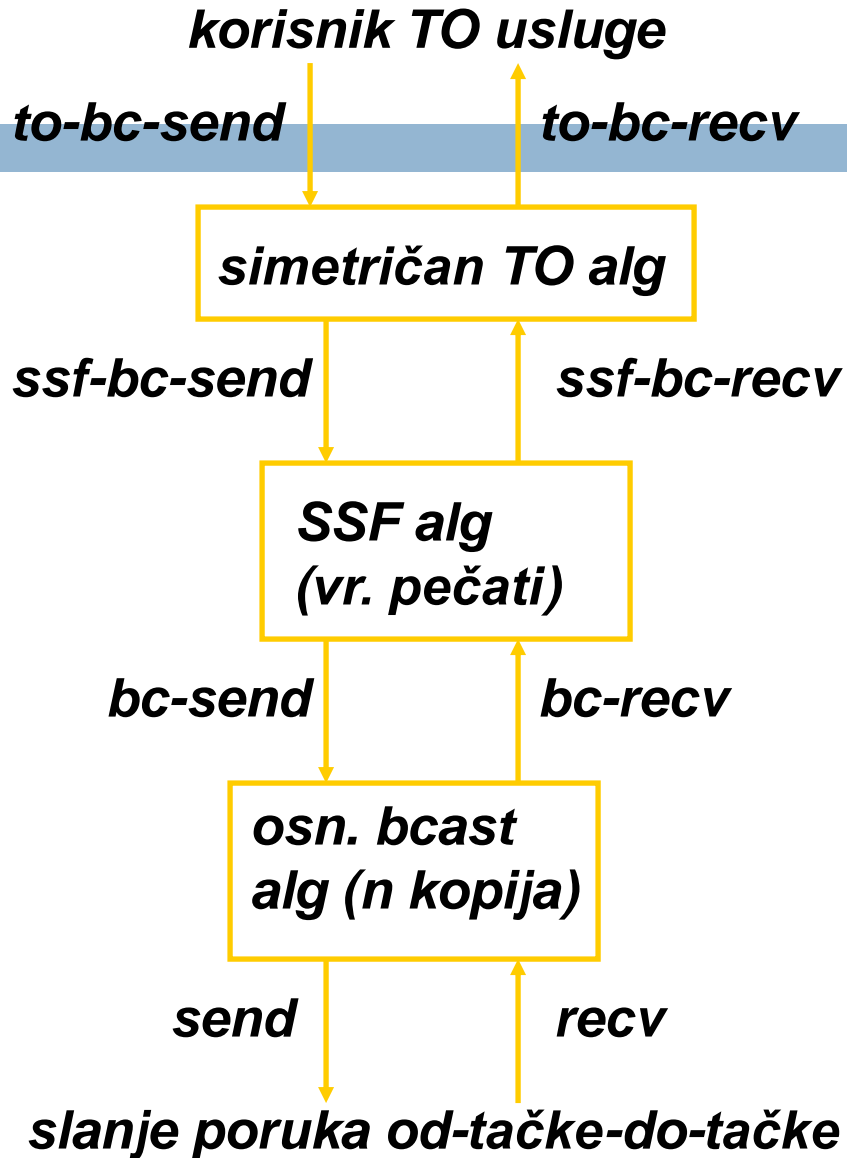 korisnik TO usluge
to-bc-send
to-bc-recv
simetričan TO alg
ssf-bc-send
ssf-bc-recv
SSF alg
(vr. pečati)
bc-send
bc-recv
osn. bcast
alg (n kopija)
send
recv
slanje poruka od-tačke-do-tačke